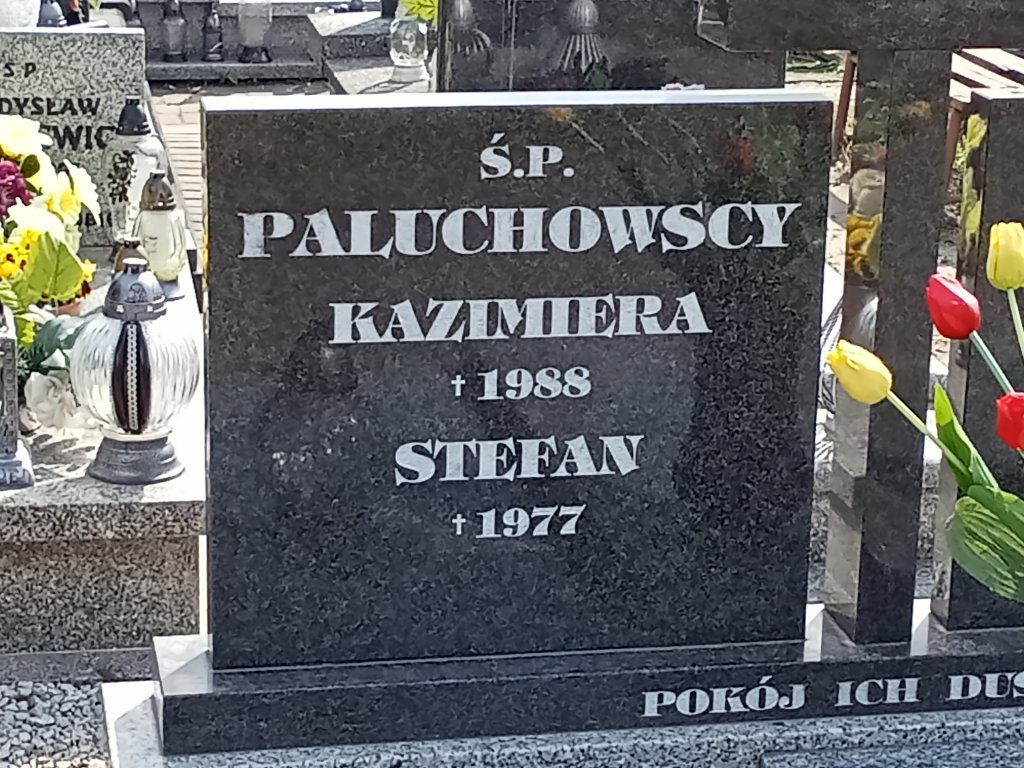 Ś.P.
PALUCHOWSCY
KAZIMIERA
†1988
STEFAN
†1977
POKÓJ ICH
Ś P